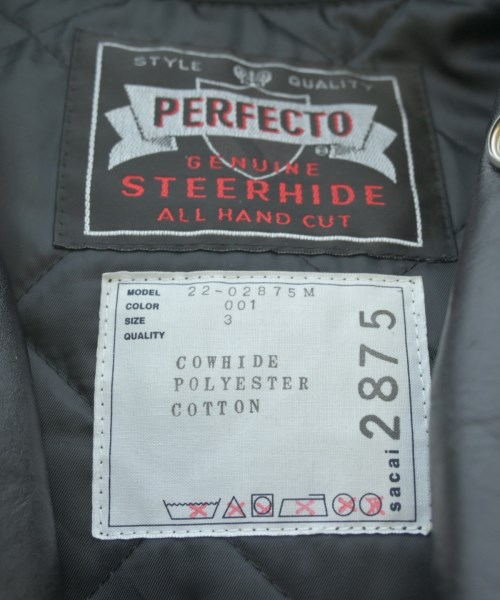 STYLE QUALITY
PERFECTO
GENUINE
STEERHIDE
ALL HAND CUT
MODEL 22-02875M
COLOR 001
SIZE 3
QUALITY
COWHIDE
POLYESTER
COTTON
sacai 2875